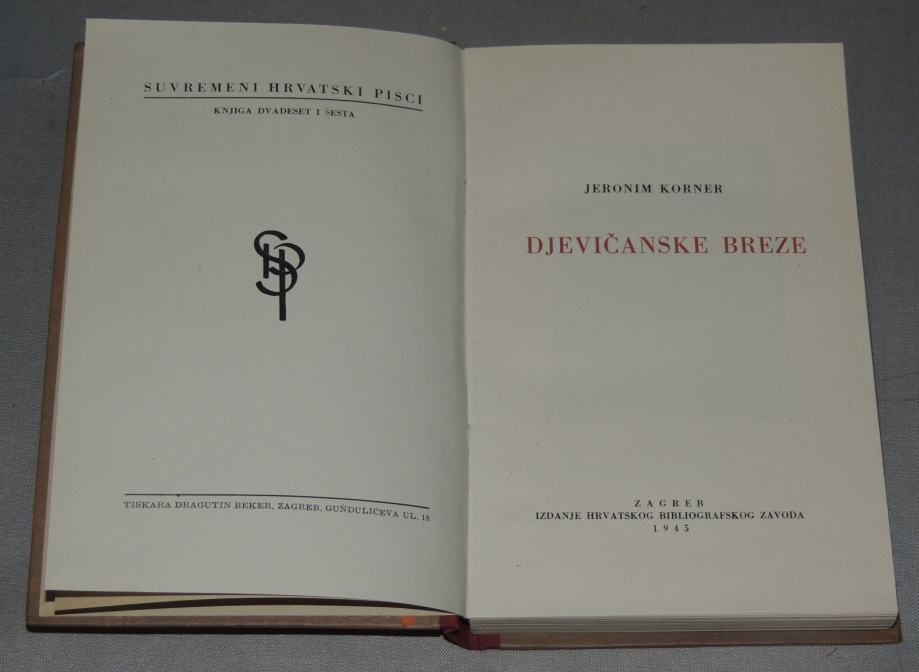 SUVREMENI HRVATSKI PISCI
KNJIGA DVADESET I ŠESTA
TISKARA DRAGUTIN BEKER, ZAGREB, GUNDULIĆEVA UL. 18
JERONIM KORNER
DJEVIČANSKE BREZE
ZAGREB
IZDANJE HRVATSKOG BIBLIOGRAFSKOG ZAVODA
1945